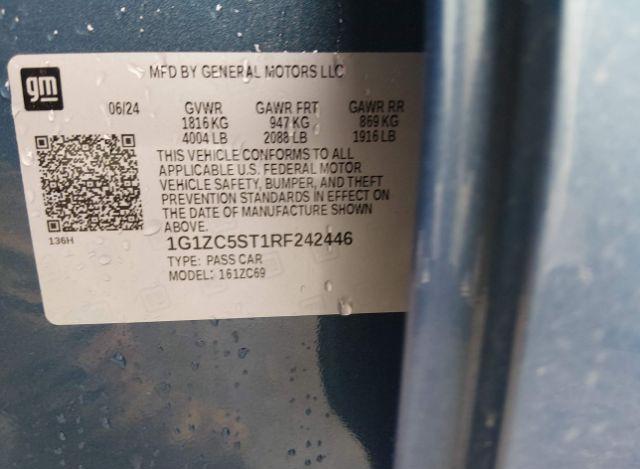 gm
MFD BY GENERAL MOTORS LLC
06/24 GVWR GAWR FRT GAWR RR
1816 KG 947 KG 869 KG
4004 LB 2088 LB 1916 LB
THIS VEHICLE CONFORMS TO ALL
APPLICABLE U.S. FEDERAL MOTOR
VEHICLE SAFETY, BUMPER, AND THEFT
PREVENTION STANDARDS IN EFFECT ON
THE DATE OF MANUFACTURE SHOWN
ABOVE.
136H
1G1ZC5ST1RF242446
TYPE: PASS CAR
MODEL: 161ZC69